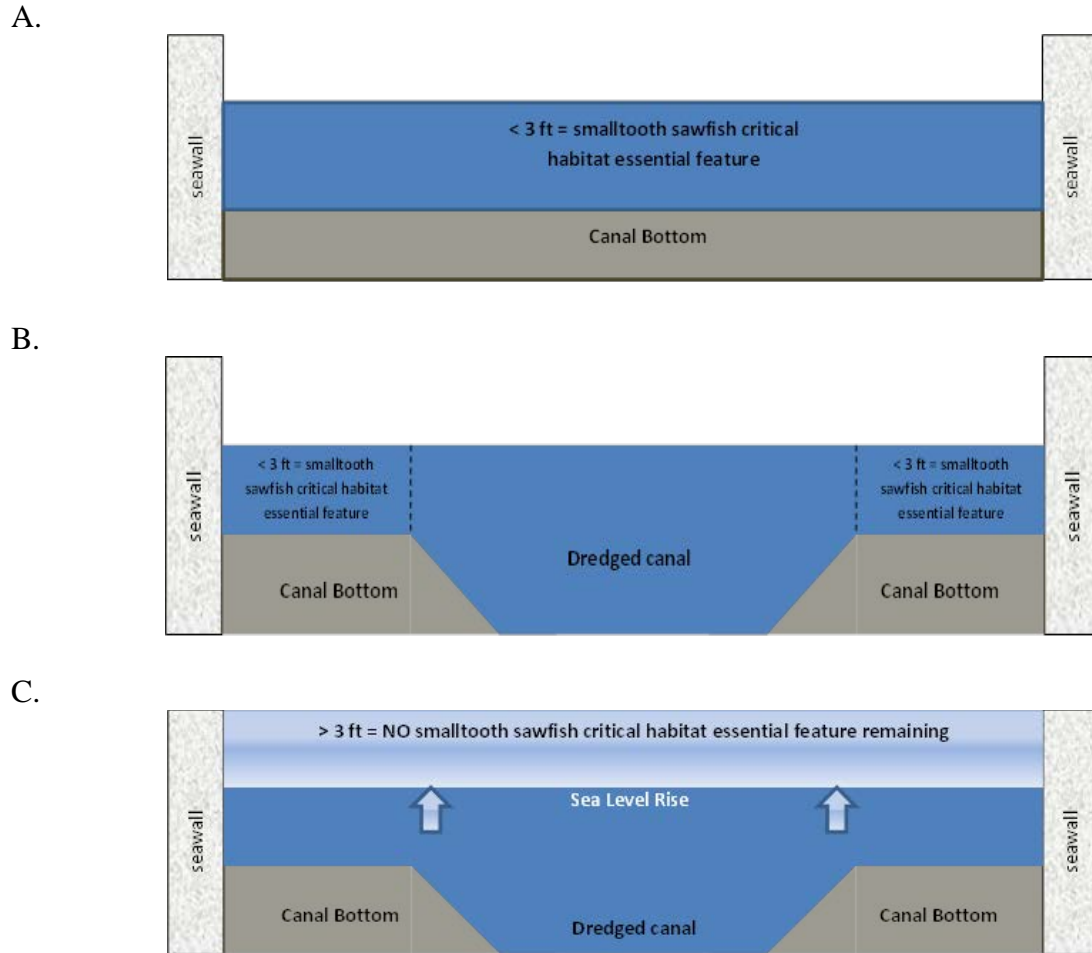 A.
seawall
< 3 ft = smalltooth sawfish critical
habitat essential feature
Canal Bottom
seawall
B.
seawall
< 3 ft = smalltooth
sawfish critical habitat
essential feature
Canal Bottom
Dredged canal
< 3 ft = smalltooth
sawfish critical habitat
essential feature
Canal Bottom
seawall
C.
seawall
> 3 ft = NO smalltooth sawfish critical habitat essential feature remaining
Sea Level Rise
Canal Bottom
Dredged canal
Canal Bottom
seawall